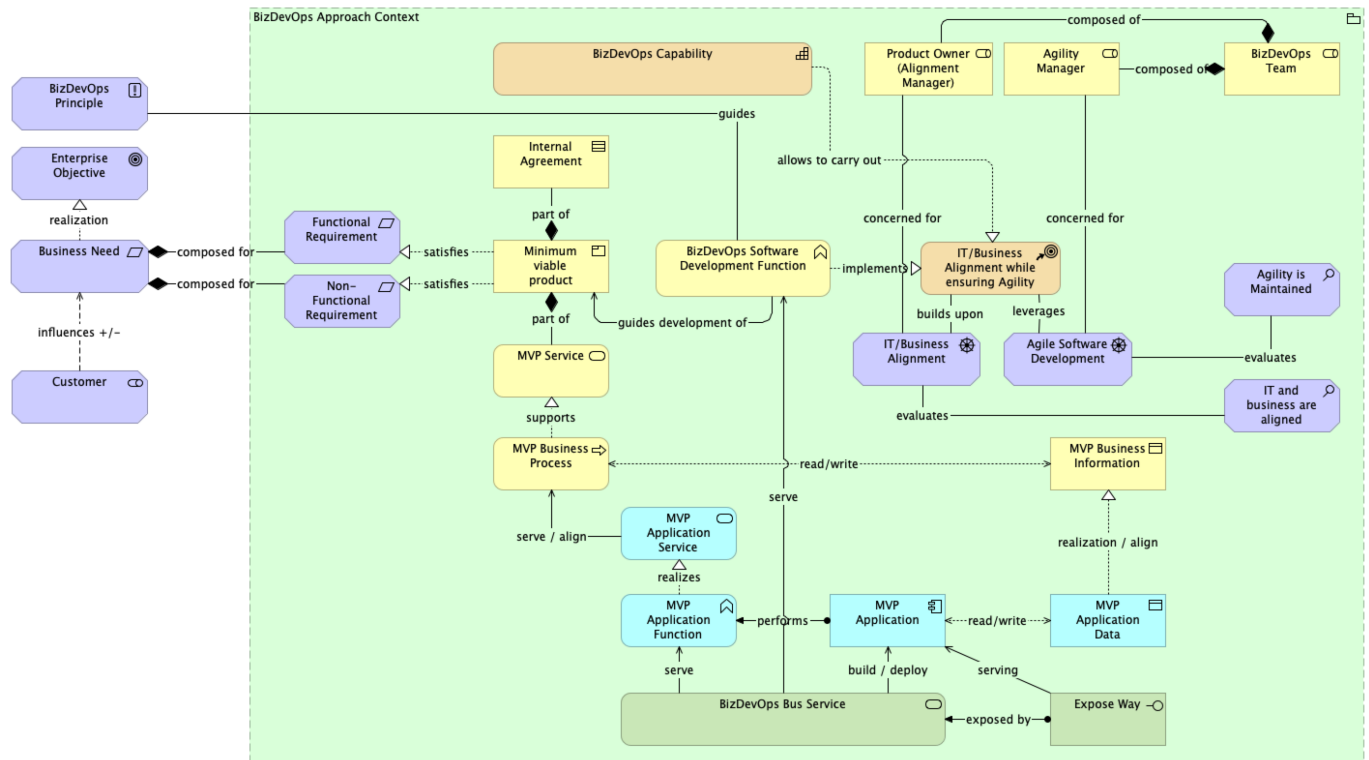 BizDevOps Approach Context
composed of
BizDevOps Capability
Product Owner
(Alignment
Manager)
Agility
Manager
composed of
BizDevOps
Team
BizDevOps
Principle
guides
Enterprise
Objective
Internal
Agreement
allows to carry out
realization
part of
concerned for
concerned for
Functional
Requirement
Business Need
composed for
satisfies
Minimum
viable
product
BizDevOps Software
Development Function
implements
IT/Business
Alignment while
ensuring Agility
Agility is
Maintained
composed for
Non-
Functional
Requirement
satisfies
part of
guides development of
builds upon
leverages
influences +/-
MVP Service
IT/Business
Alignment
Agile Software
Development
evaluates
Customer
IT and
business are
aligned
supports
evaluates
MVP Business
Process
read/write
MVP Business
Information
serve
MVP
Application
Service
serve / align
realization / align
realizes
MVP
Application
Function
performs
MVP
Application
read/write
MVP
Application
Data
serve
build / deploy
serving
BizDevOps Bus Service
exposed by
Expose Way